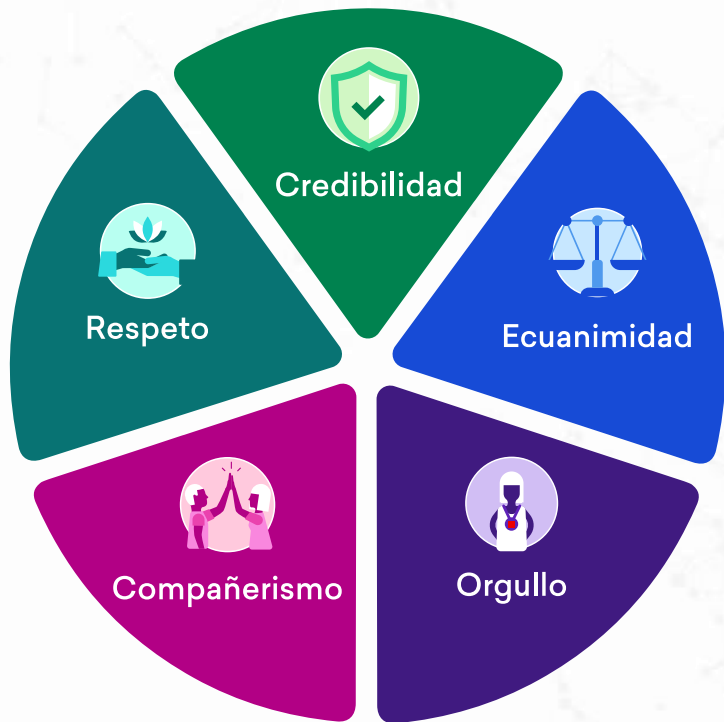 Credibilidad
Respeto
Ecuanimidad
Compañerismo
Orgullo